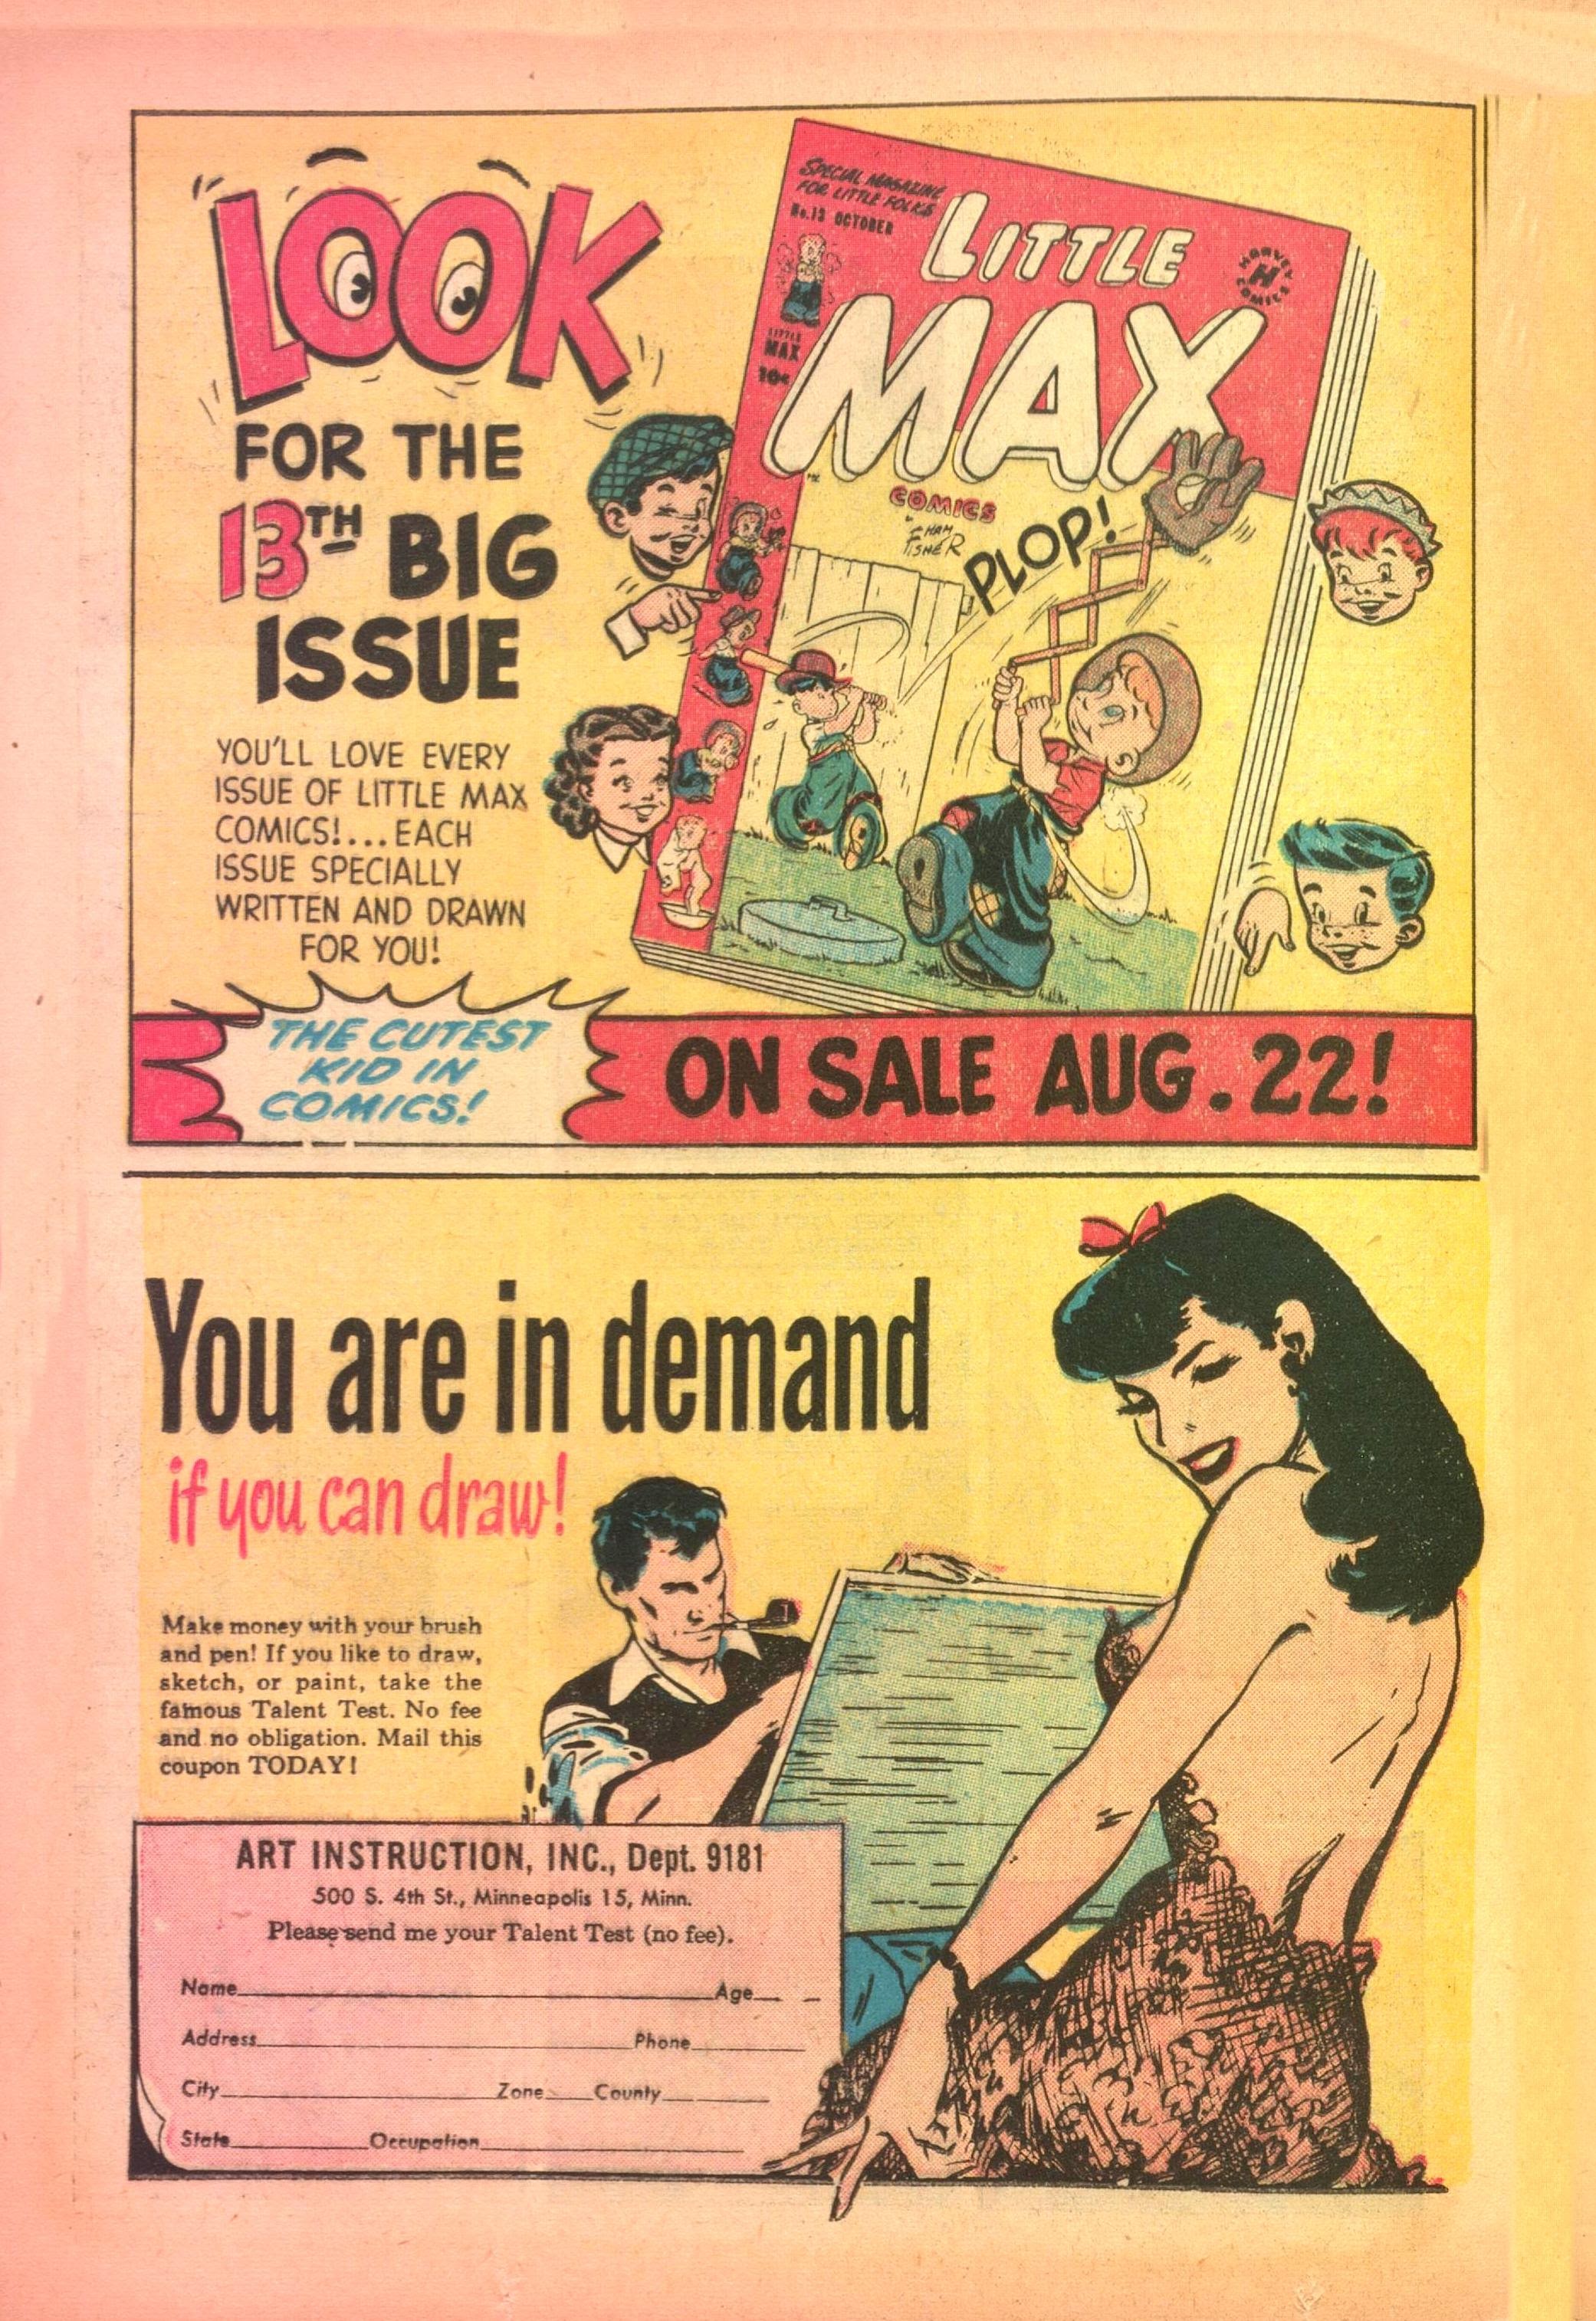 LOOK
FOR THE
13TH BIG
ISSUE
YOU'LL LOVE EVERY
ISSUE OF LITTLE MAX
COMICS!...EACH
ISSUE SPECIALLY
WRITTEN AND DRAWN
FOR YOU!
SPECIAL MAGAZINE
FOR LITTLE FOLKS
No.13 OCTOBER
LITTLE
MAX
HARVEY
H
COMICS
LITTLE
MAX
10¢
COMICS
by
HAM
FISHER
PLOP!
THE CUTEST
KID IN
COMICS!
ON SALE AUG. 22!
You are in demand
if you can draw!
Make money with your brush
and pen! If you like to draw,
sketch, or paint, take the
famous Talent Test. No fee
and no obligation. Mail this
coupon TODAY!
ART INSTRUCTION, INC., Dept. 9181
500 S. 4th St., Minneapolis 15, Minn.
Please send me your Talent Test (no fee).
Name Age
Address Phone
City Zone County
State Occupation